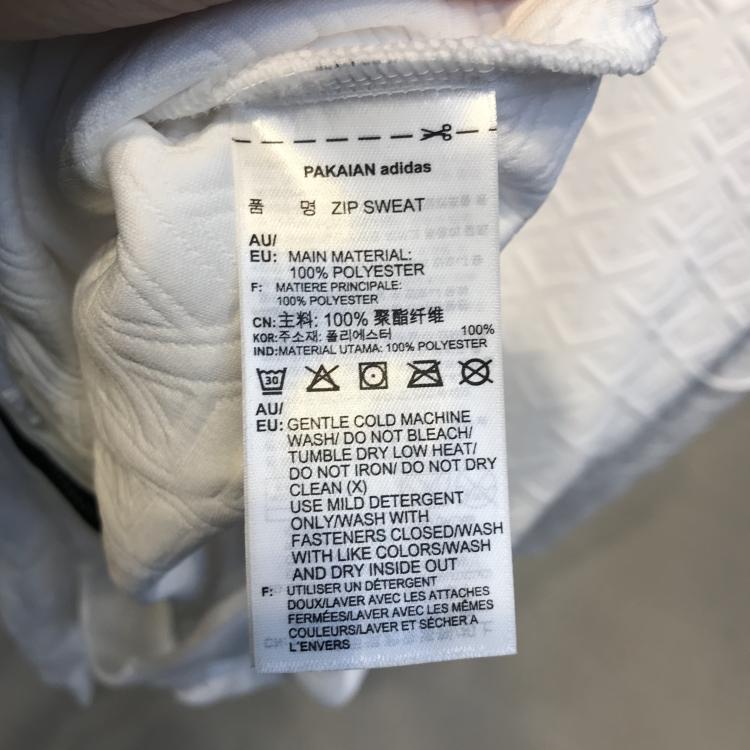 PAKAIAN adidas
품 명 ZIP SWEAT
AU/
EU: MAIN MATERIAL:
100% POLYESTER
F: MATIERE PRINCIPALE:
100% POLYESTER
CN:主料: 100% 聚酯纤维
KOR:주소재: 폴리에스터 100%
IND:MATERIAL UTAMA: 100% POLYESTER
30
AU/
EU: GENTLE COLD MACHINE
WASH/ DO NOT BLEACH/
TUMBLE DRY LOW HEAT/
DO NOT IRON/ DO NOT DRY
CLEAN (X)
USE MILD DETERGENT
ONLY/WASH WITH
FASTENERS CLOSED/WASH
WITH LIKE COLORS/WASH
AND DRY INSIDE OUT
F: UTILISER UN DÉTERGENT
DOUX/LAVER AVEC LES ATTACHES
FERMÉES/LAVER AVEC LES MÊMES
COULEURS/LAVER ET SÉCHER A
L'ENVERS